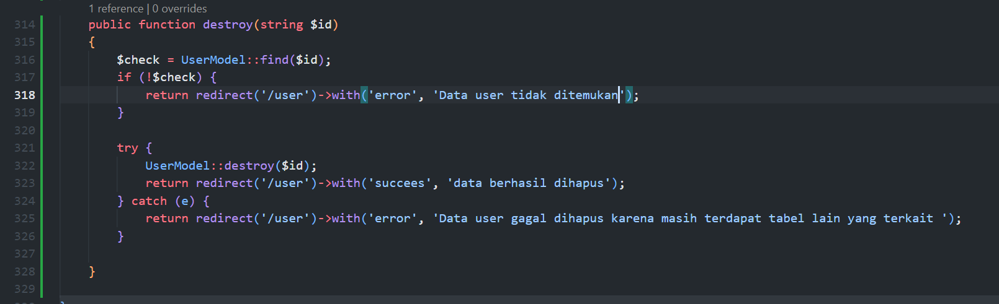 1 reference | 0 overrides
314 public function destroy(string $id)
315 {
316 $check = UserModel::find($id);
317 if (!$check) {
318 return redirect('/user')->with('error', 'Data user tidak ditemukan');
319 }
320
321 try {
322 UserModel::destroy($id);
323 return redirect('/user')->with('succees', 'data berhasil dihapus');
324 } catch (e) {
325 return redirect('/user')->with('error', 'Data user gagal dihapus karena masih terdapat tabel lain yang terkait ');
326 }
327
328 }
329